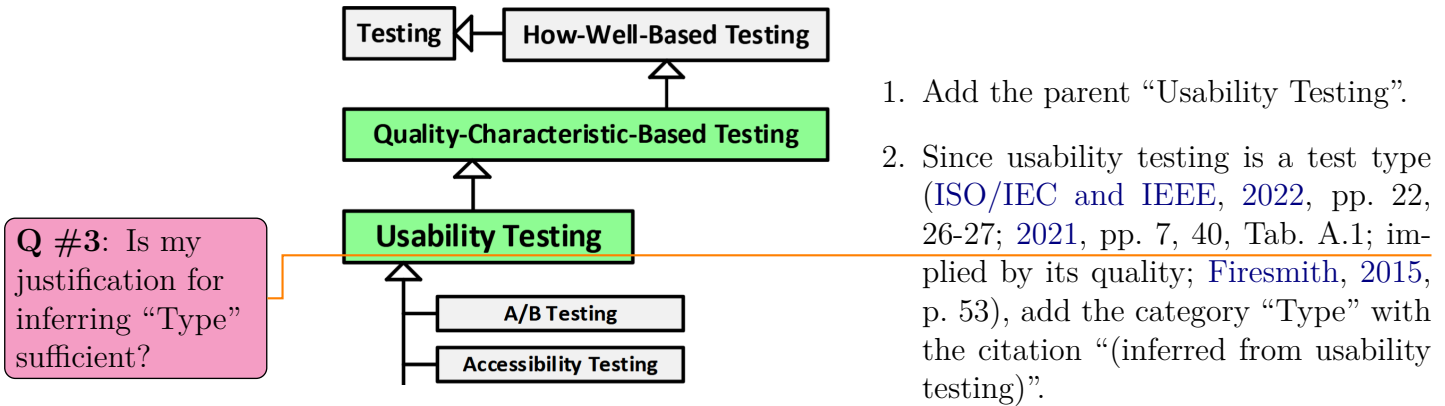 Testing
How-Well-Based Testing
Quality-Characteristic-Based Testing
Usability Testing
A/B Testing
Accessibility Testing
Q #3: Is my
justification for
inferring “Type”
sufficient?
1. Add the parent “Usability Testing”.
2. Since usability testing is a test type
(ISO/IEC and IEEE, 2022, pp. 22,
26-27; 2021, pp. 7, 40, Tab. A.1; im-
plied by its quality; Firesmith, 2015,
p. 53), add the category “Type” with
the citation “(inferred from usability
testing)”.